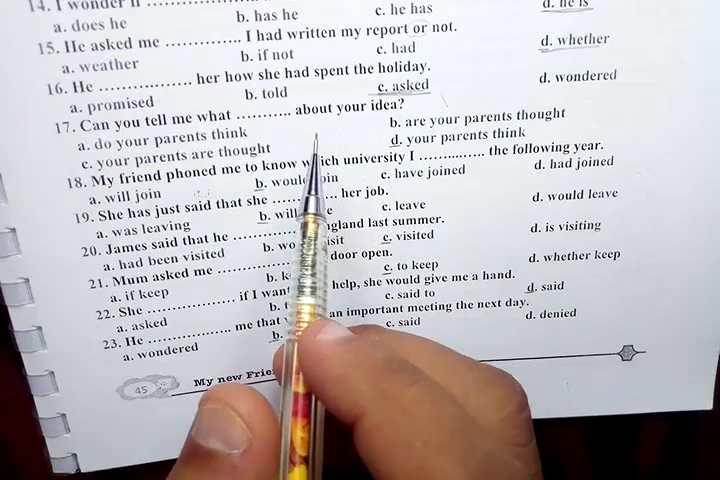 14. I wonder if ..................
a. does he b. has he c. he has d. he is
15. He asked me .............. I had written my report or not.
a. weather b. if not c. had d. whether
16. He .................. her how she had spent the holiday.
a. promised b. told c. asked d. wondered
17. Can you tell me what ........... about your idea?
a. do your parents think b. are your parents thought
c. your parents are thought d. your parents think
18. My friend phoned me to know which university I ............... the following year.
a. will join b. would join c. have joined d. had joined
19. She has just said that she ............... her job.
a. was leaving b. will c. leave d. would leave
20. James said that he ............... England last summer.
a. had been visited b. c. visited d. is visiting
21. Mum asked me ............... door open.
a. if keep b. c. to keep d. whether keep
22. She .................... if I want help, she would give me a hand.
a. asked b. c. said to d. said
23. He ................... me that an important meeting the next day.
a. wondered b. c. said d. denied
45 My new